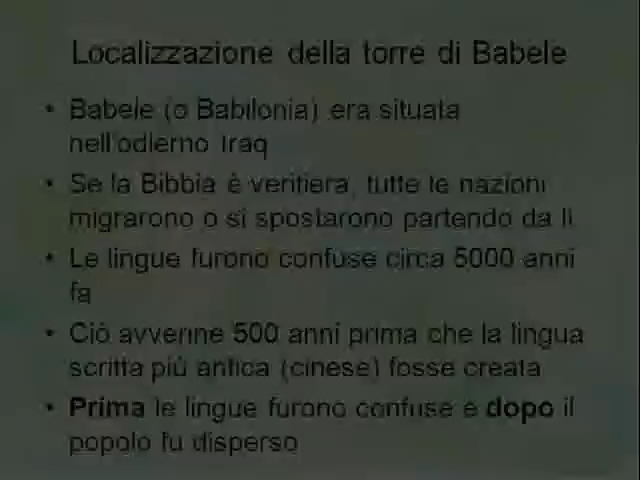 Localizzazione della torre di Babele
• Babele (o Babilonia) era situata
nell'odierno Iraq
• Se la Bibbia è veritiera, tutte le nazioni
migrarono o si spostarono partendo da lì
• Le lingue furono confuse circa 5000 anni
fa
• Ciò avvenne 500 anni prima che la lingua
scritta più antica (cinese) fosse creata
• Prima le lingue furono confuse e dopo il
popolo fu disperso